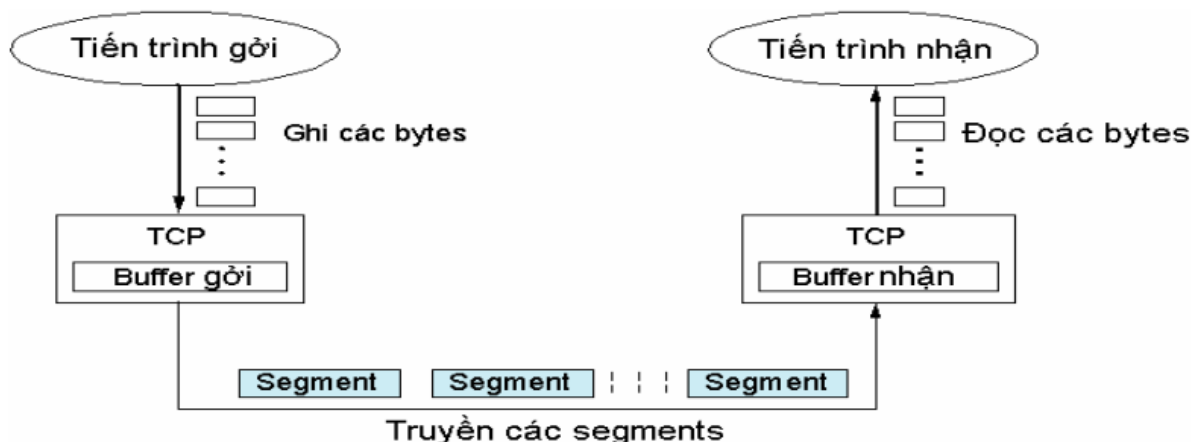 Tiến trình gởi
Tiến trình nhận
Ghi các bytes
Đọc các bytes
TCP
TCP
Buffer gởi
Buffer nhận
Segment
Segment
Segment
Truyền các segments